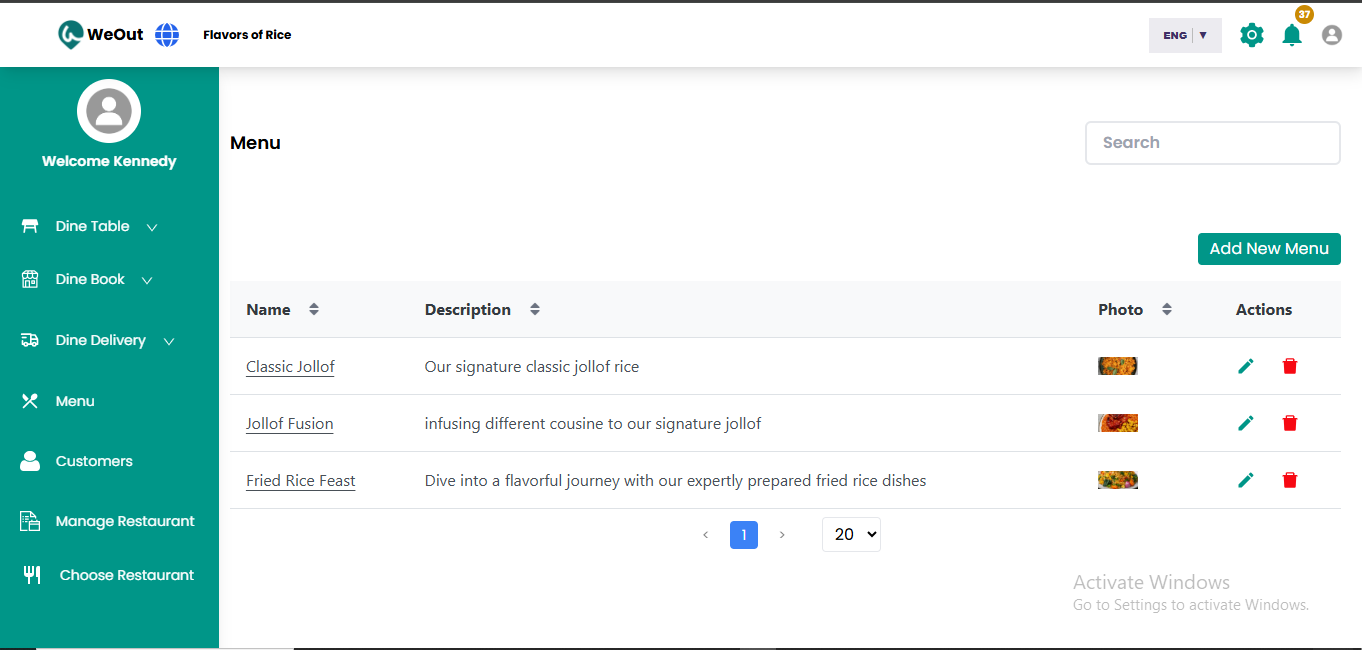 WeOut
Flavors of Rice
ENG
37
Welcome Kennedy
Dine Table
Dine Book
Dine Delivery
Menu
Customers
Manage Restaurant
Choose Restaurant
Menu
Search
Add New Menu
Name Description Photo Actions
Classic Jollof Our signature classic jollof rice
Jollof Fusion infusing different cousine to our signature jollof
Fried Rice Feast Dive into a flavorful journey with our expertly prepared fried rice dishes
‹ 1 › 20
Activate Windows
Go to Settings to activate Windows.